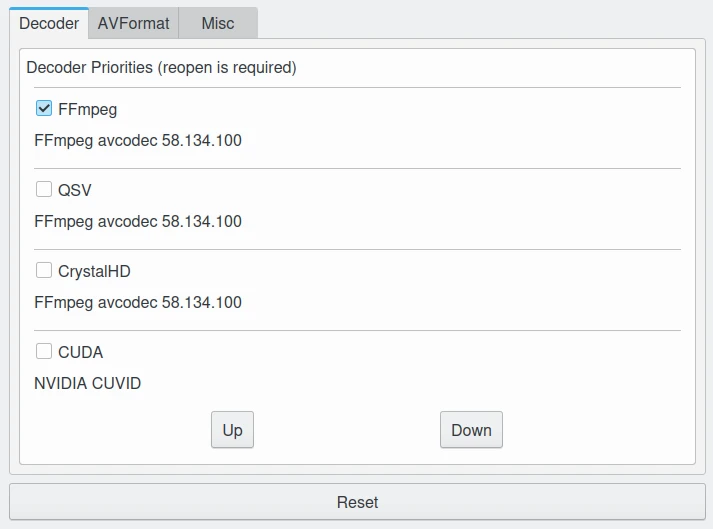 Decoder AVFormat Misc
Decoder Priorities (reopen is required)
FFmpeg
FFmpeg avcodec 58.134.100
QSV
FFmpeg avcodec 58.134.100
CrystalHD
FFmpeg avcodec 58.134.100
CUDA
NVIDIA CUVID
Up Down
Reset